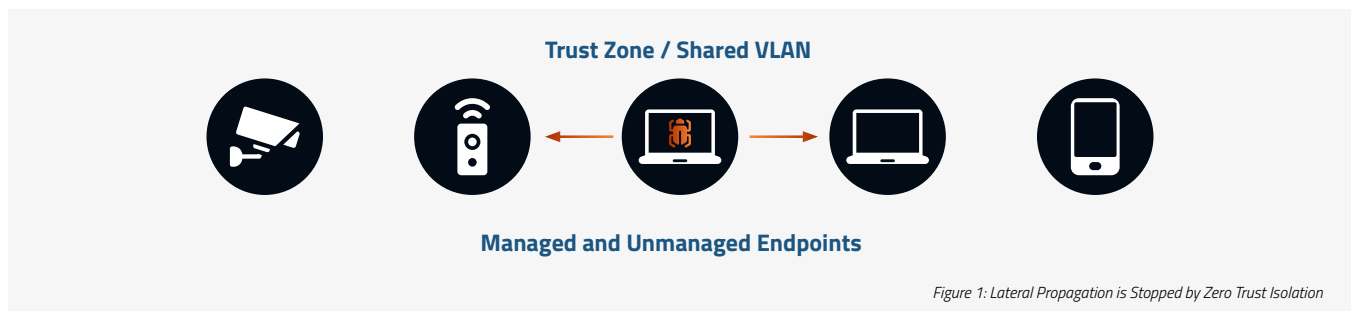 Trust Zone / Shared VLAN
Managed and Unmanaged Endpoints
Figure 1: Lateral Propagation is Stopped by Zero Trust Isolation